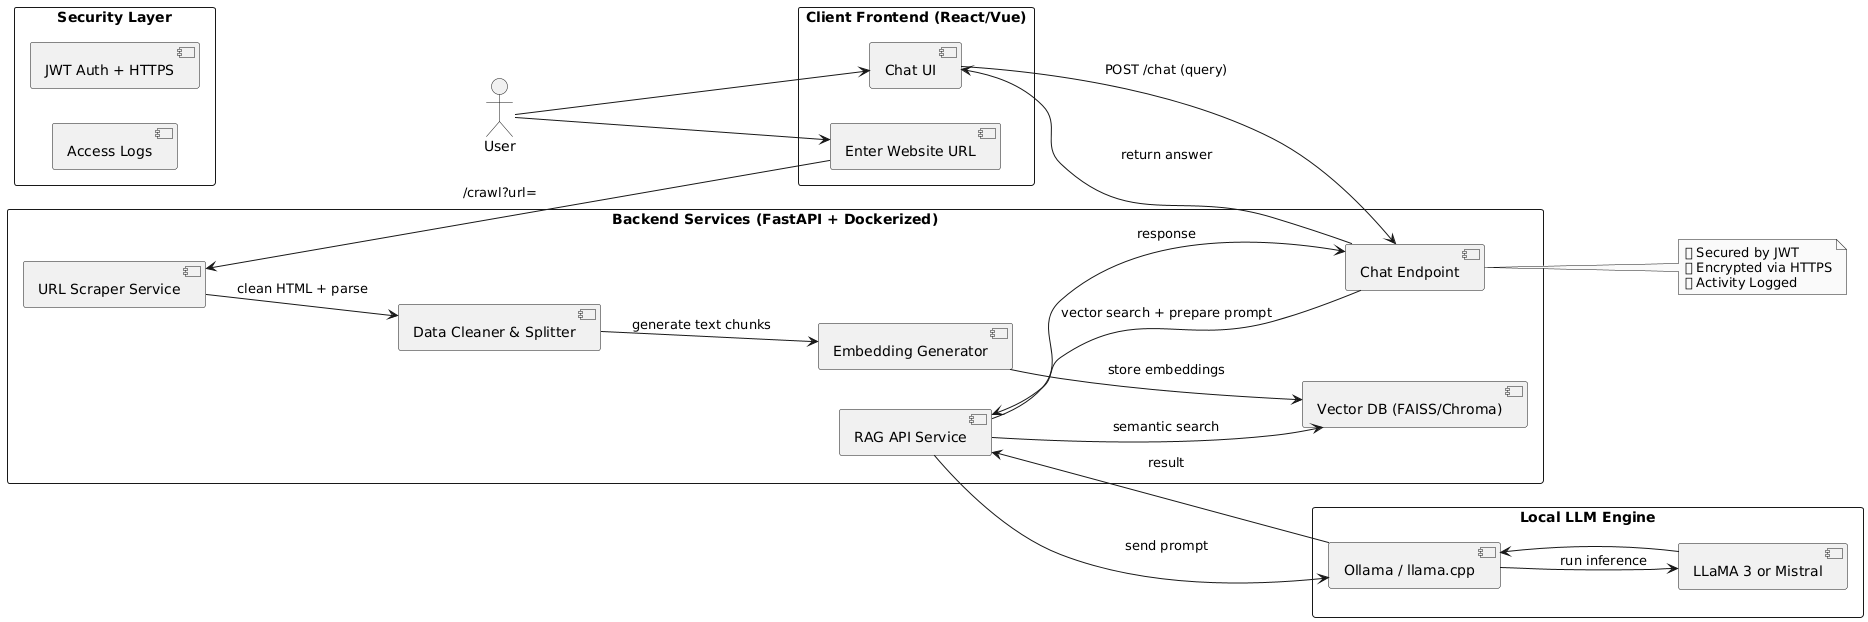 Security Layer
JWT Auth + HTTPS
Access Logs
User
Client Frontend (React/Vue)
Chat UI
Enter Website URL
POST /chat (query)
return answer
/crawl?url=
Backend Services (FastAPI + Dockerized)
URL Scraper Service
clean HTML + parse
Data Cleaner & Splitter
generate text chunks
Embedding Generator
RAG API Service
response
vector search + prepare prompt
store embeddings
semantic search
result
Chat Endpoint
Vector DB (FAISS/Chroma)
Secured by JWT
Encrypted via HTTPS
Activity Logged
send prompt
Local LLM Engine
Ollama / llama.cpp
run inference
LLaMA 3 or Mistral